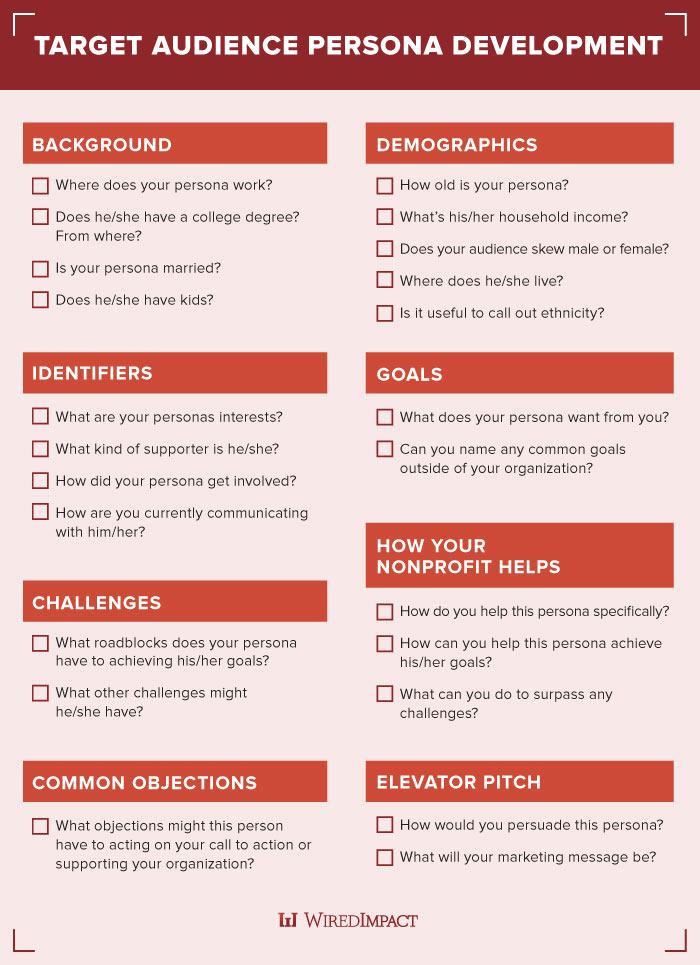 TARGET AUDIENCE PERSONA DEVELOPMENT
BACKGROUND
Where does your persona work?
Does he/she have a college degree?
From where?
Is your persona married?
Does he/she have kids?
DEMOGRAPHICS
How old is your persona?
What's his/her household income?
Does your audience skew male or female?
Where does he/she live?
Is it useful to call out ethnicity?
IDENTIFIERS
What are your personas interests?
What kind of supporter is he/she?
How did your persona get involved?
How are you currently communicating
with him/her?
GOALS
What does your persona want from you?
Can you name any common goals
outside of your organization?
CHALLENGES
What roadblocks does your persona
have to achieving his/her goals?
What other challenges might
he/she have?
HOW YOUR
NONPROFIT HELPS
How do you help this persona specifically?
How can you help this persona achieve
his/her goals?
What can you do to surpass any
challenges?
COMMON OBJECTIONS
What objections might this person
have to acting on your call to action or
supporting your organization?
ELEVATOR PITCH
How would you persuade this persona?
What will your marketing message be?
WIREDIMPACT